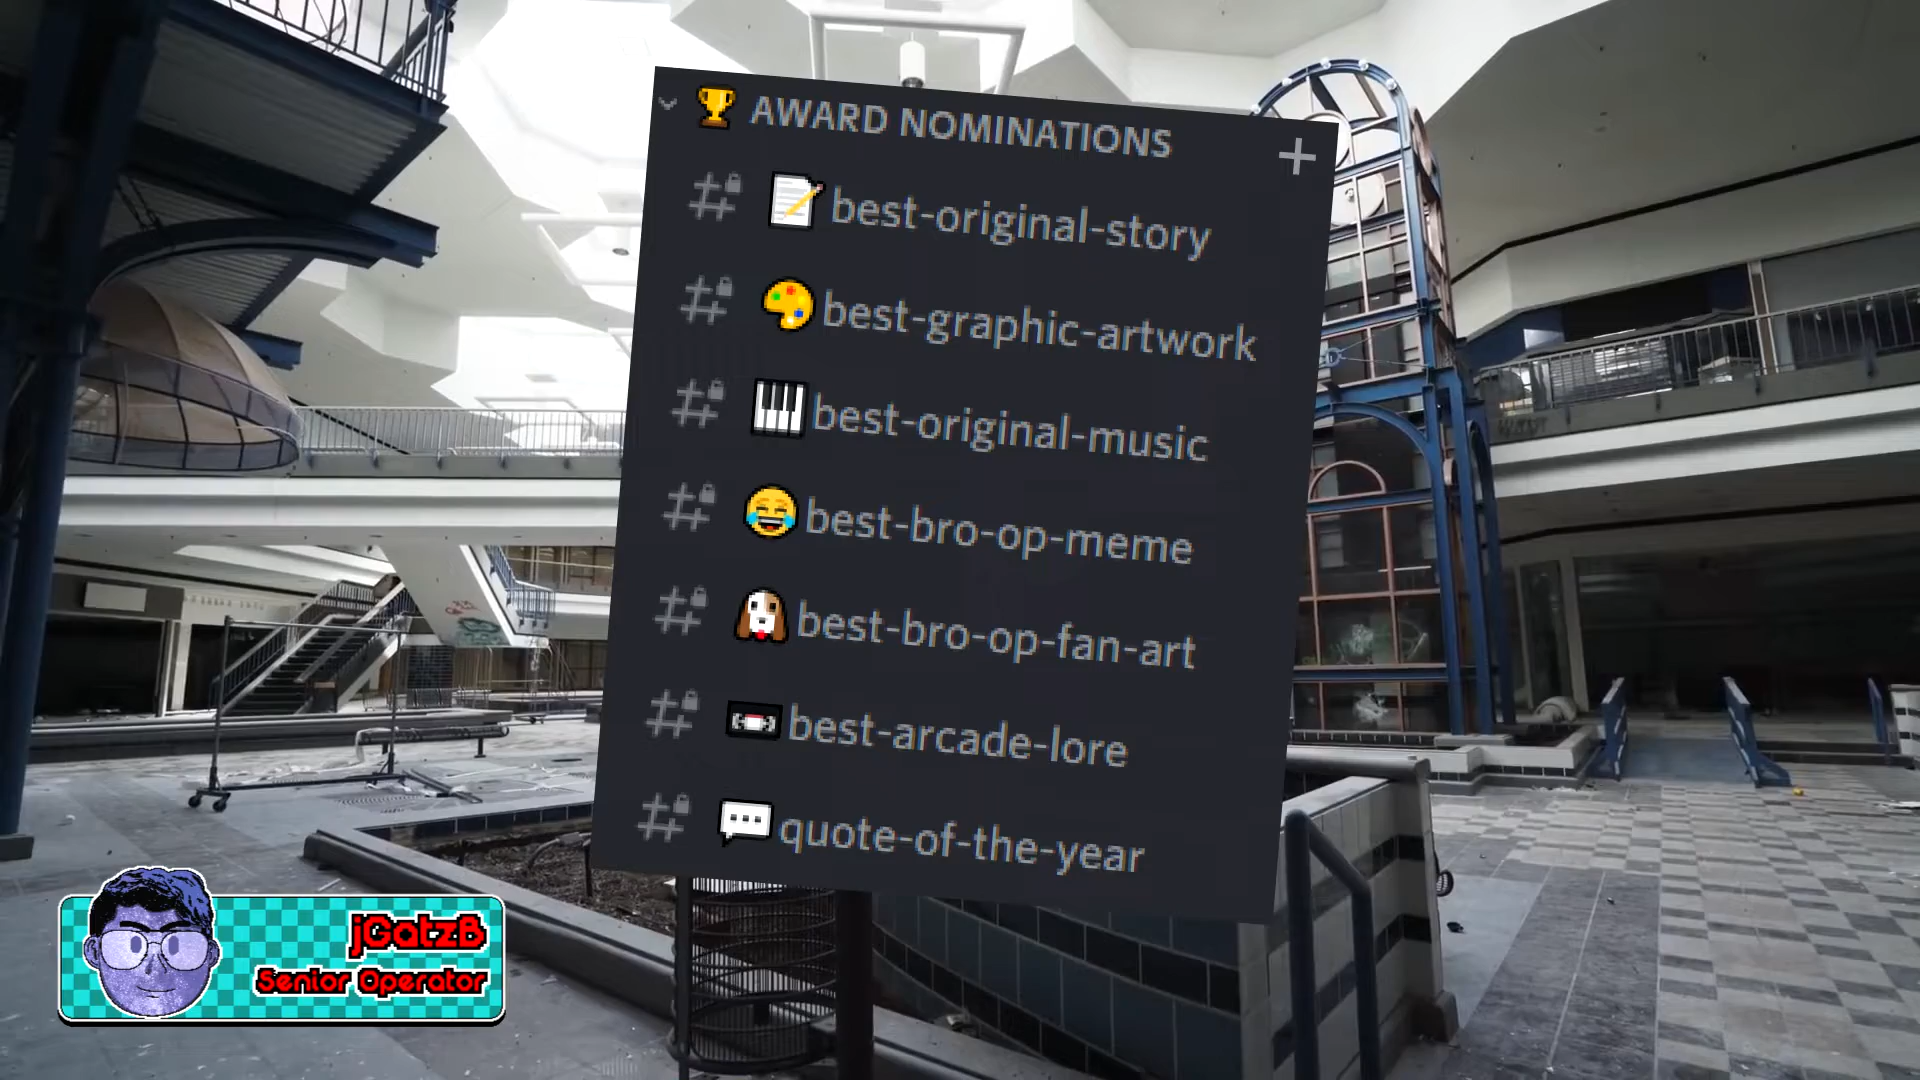 AWARD NOMINATIONS
best-original-story
best-graphic-artwork
best-original-music
best-bro-op-meme
best-bro-op-fan-art
best-arcade-lore
quote-of-the-year
jGatzB
Senior Operator